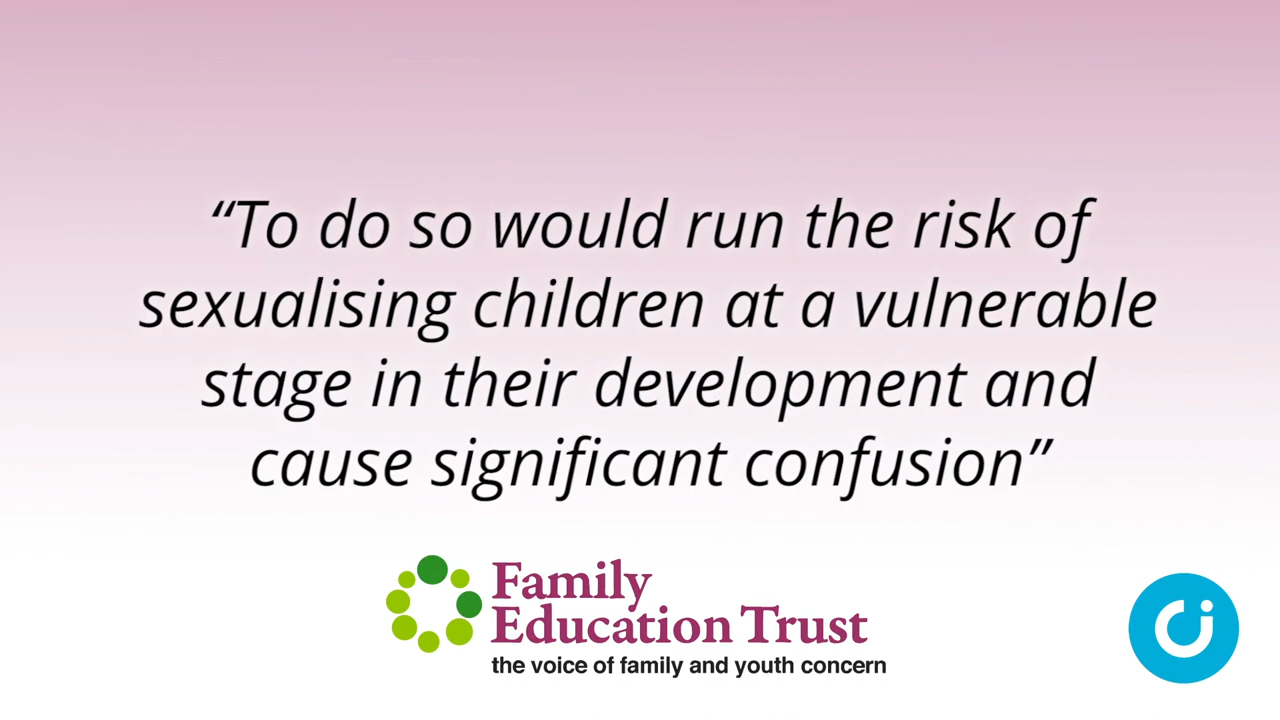 “To do so would run the risk of
sexualising children at a vulnerable
stage in their development and
cause significant confusion”
Family
Education Trust
the voice of family and youth concern